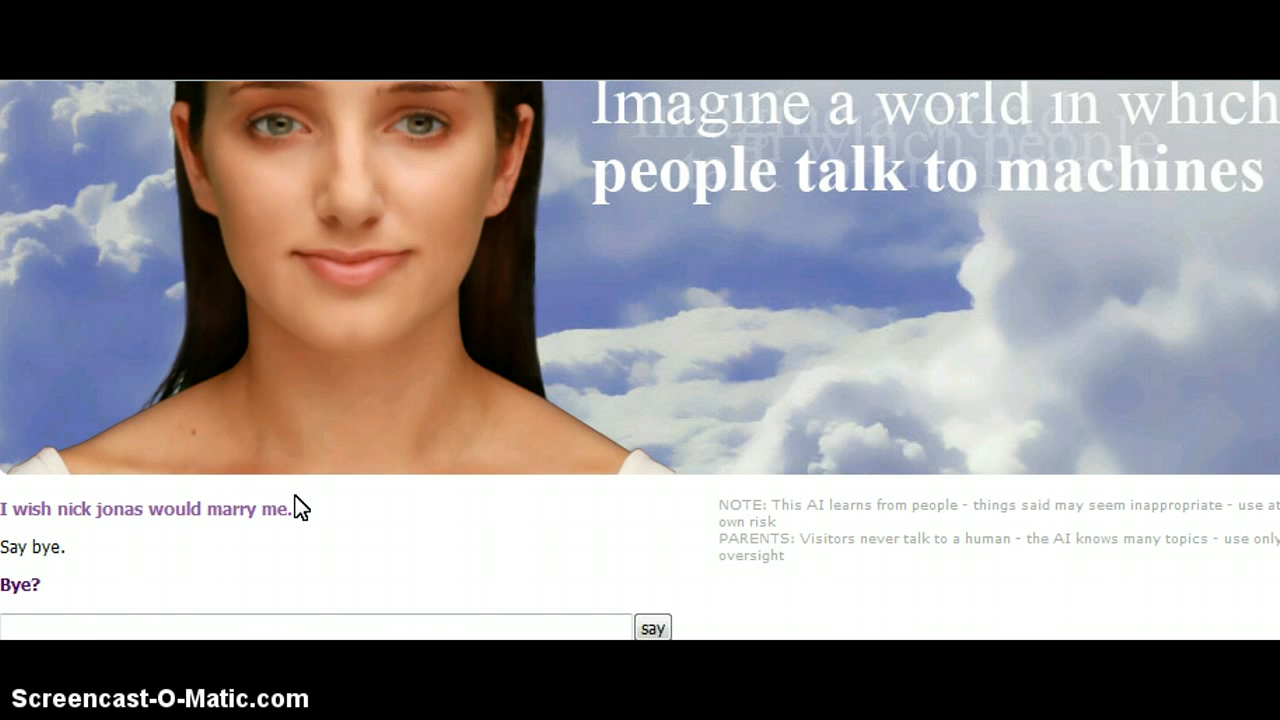 Imagine a world in which
people talk to machines
I wish nick jonas would marry me.
Say bye.
Bye?
say
NOTE: This AI learns from people - things said may seem inappropriate - use at
own risk
PARENTS: Visitors never talk to a human - the AI knows many topics - use only
oversight
Screencast-O-Matic.com